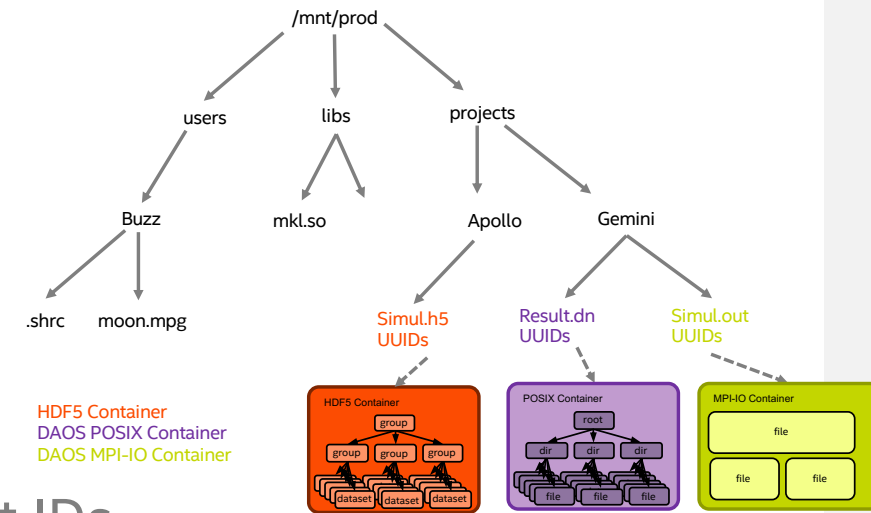 /mnt/prod
users
libs
projects
Buzz
mkl.so
Apollo
Gemini
.shrc
moon.mpg
Simul.h5
UUIDs
Result.dn
UUIDs
Simul.out
UUIDs
HDF5 Container
DAOS POSIX Container
DAOS MPI-IO Container
HDF5 Container
group
group
group
group
dataset
dataset
dataset
POSIX Container
root
dir
dir
dir
file
file
file
MPI-IO Container
file
file
file